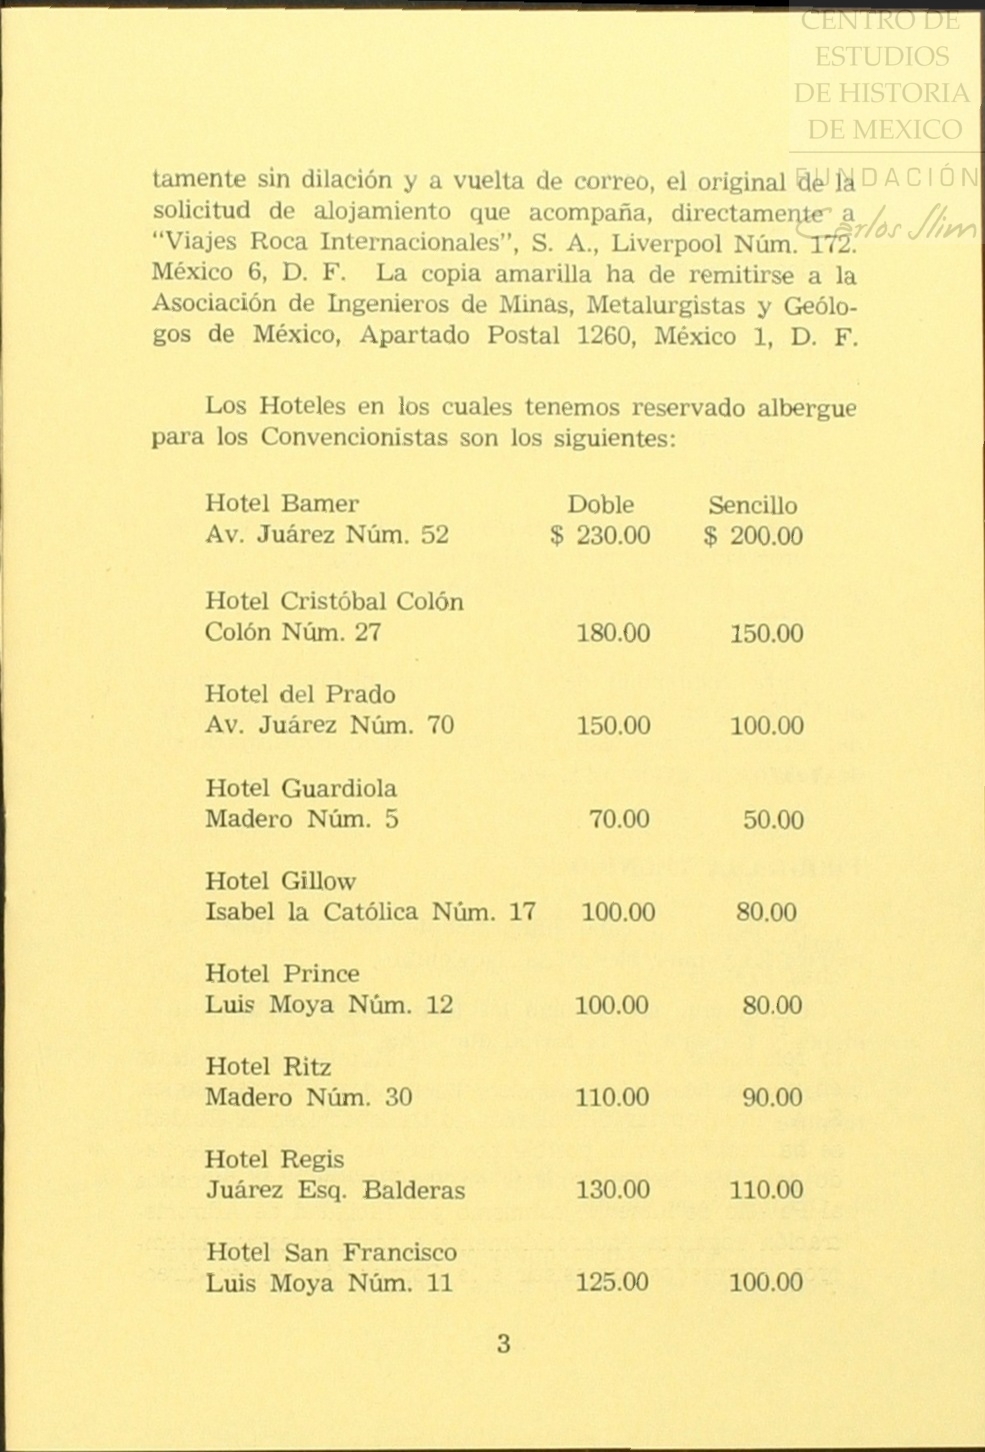 CENTRO DE
ESTUDIOS
DE HISTORIA
DE MEXICO
FUNDACIÓN
Carlos Slim
tamente sin dilación y a vuelta de correo, el original de la
solicitud de alojamiento que acompaña, directamente a
“Viajes Roca Internacionales”, S. A., Liverpool Núm. 172.
México 6, D. F. La copia amarilla ha de remitirse a la
Asociación de Ingenieros de Minas, Metalurgistas y Geólo-
gos de México, Apartado Postal 1260, México 1, D. F.
Los Hoteles en los cuales tenemos reservado albergue
para los Convencionistas son los siguientes:
Hotel Bamer Doble Sencillo
Av. Juárez Núm. 52 $ 230.00 $ 200.00
Hotel Cristóbal Colón
Colón Núm. 27 180.00 150.00
Hotel del Prado
Av. Juárez Núm. 70 150.00 100.00
Hotel Guardiola
Madero Núm. 5 70.00 50.00
Hotel Gillow
Isabel la Católica Núm. 17 100.00 80.00
Hotel Prince
Luis Moya Núm. 12 100.00 80.00
Hotel Ritz
Madero Núm. 30 110.00 90.00
Hotel Regis
Juárez Esq. Balderas 130.00 110.00
Hotel San Francisco
Luis Moya Núm. 11 125.00 100.00
3